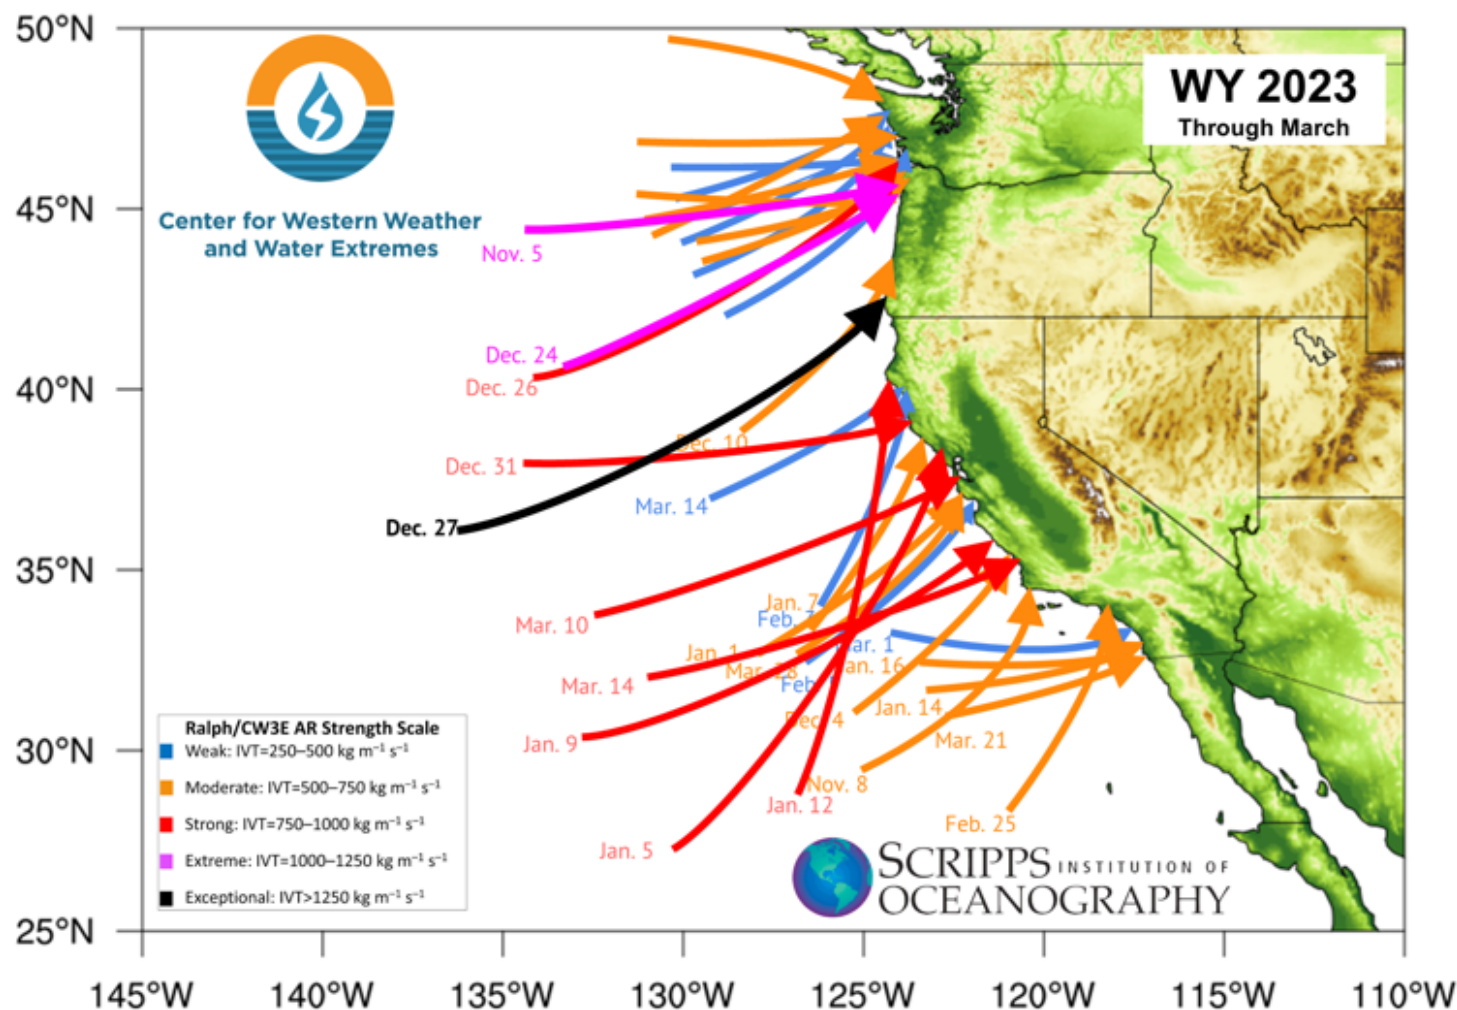 50°N
45°N
40°N
35°N
30°N
25°N
145°W
140°W
135°W
130°W
125°W
120°W
115°W
110°W
Center for Western Weather
and Water Extremes
WY 2023
Through March
Nov. 5
Dec. 24
Dec. 26
Dec. 10
Dec. 31
Mar. 14
Dec. 27
Jan. 7
Feb.
Mar. 10
Jan. 1
Mar. 1
Jan. 16
Mar. 28
Mar. 14
Feb.
Jan. 14
Dec. 4
Jan. 9
Mar. 21
Nov. 8
Jan. 12
Feb. 25
Jan. 5
Ralph/CW3E AR Strength Scale
Weak: IVT=250–500 kg m⁻¹ s⁻¹
Moderate: IVT=500–750 kg m⁻¹ s⁻¹
Strong: IVT=750–1000 kg m⁻¹ s⁻¹
Extreme: IVT=1000–1250 kg m⁻¹ s⁻¹
Exceptional: IVT>1250 kg m⁻¹ s⁻¹
SCRIPPS INSTITUTION OF
OCEANOGRAPHY